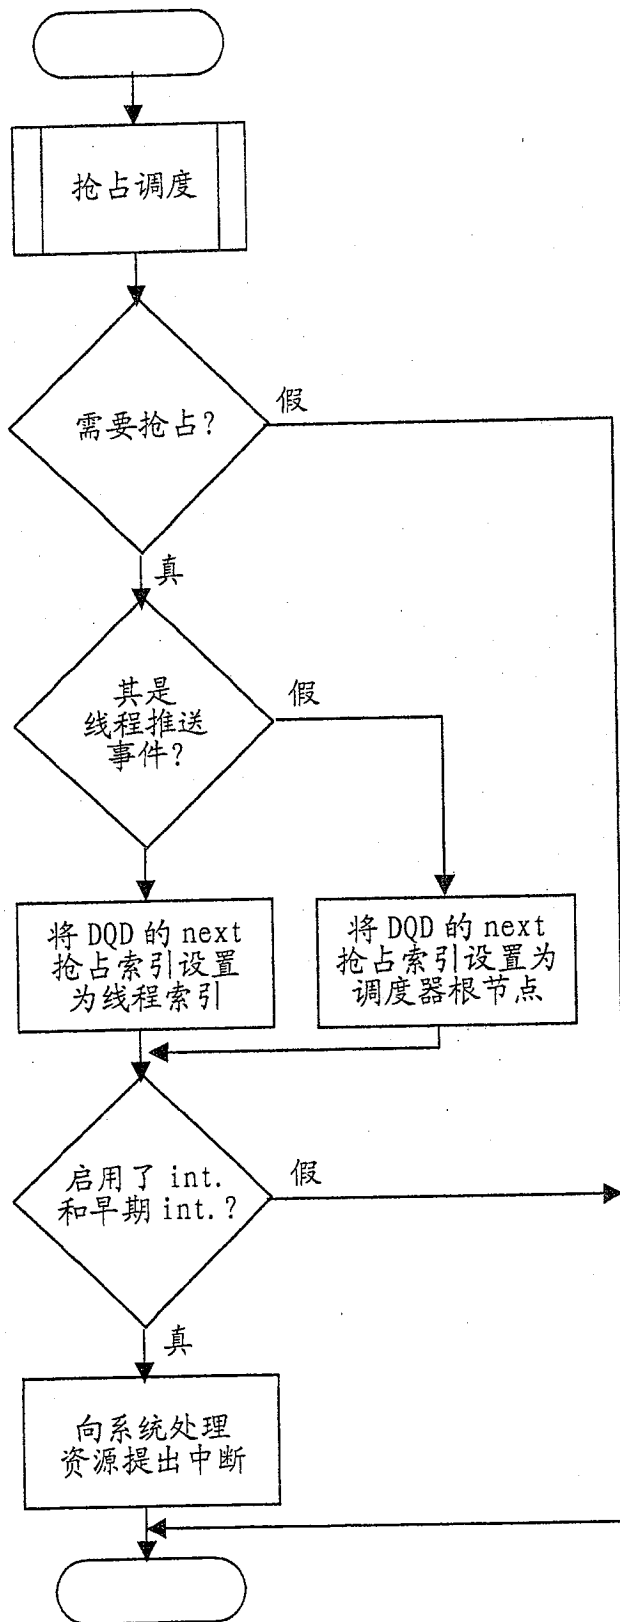 抢占调度
需要抢占?
假
真
其是
线程推送
事件?
假
将 DQD 的 next
抢占索引设置
为线程索引
将 DQD 的 next
抢占索引设置为
调度器根节点
启用了 int.
和早期 int.?
假
真
向系统处理
资源提出中断